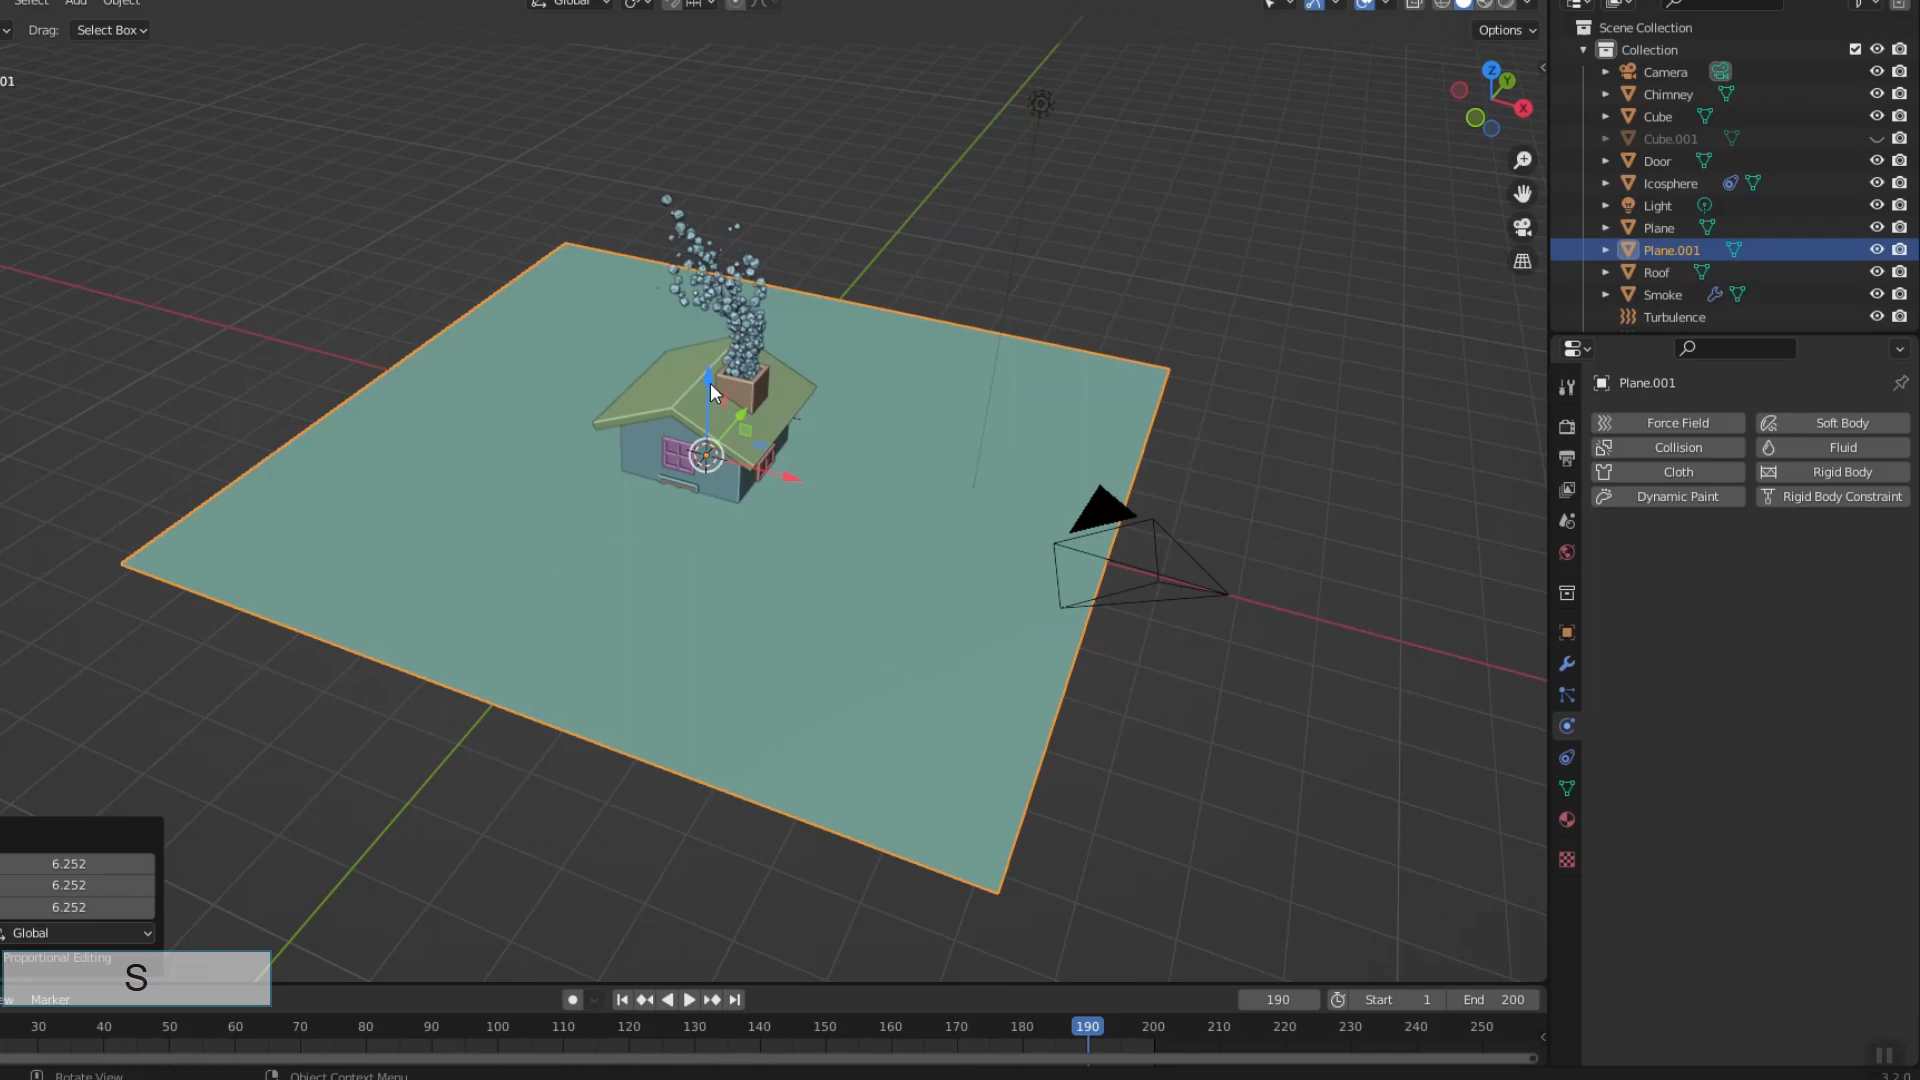 Select Add Object
Global
Drag: Select Box
Options
01
Z
Y
X
Scene Collection
Collection
Camera
Chimney
Cube
Cube.001
Door
Icosphere
Light
Plane
Plane.001
Roof
Smoke
Turbulence
Plane.001
Force Field
Soft Body
Collision
Fluid
Cloth
Rigid Body
Dynamic Paint
Rigid Body Constraint
6.252
6.252
6.252
Global
Proportional Editing
S
ew Marker
190
Start 1
End 200
30 40 50 60 70 80 90 100 110 120 130 140 150 160 170 180 190 200 210 220 230 240 250
Rotate View
Object Context Menu
3.2.0